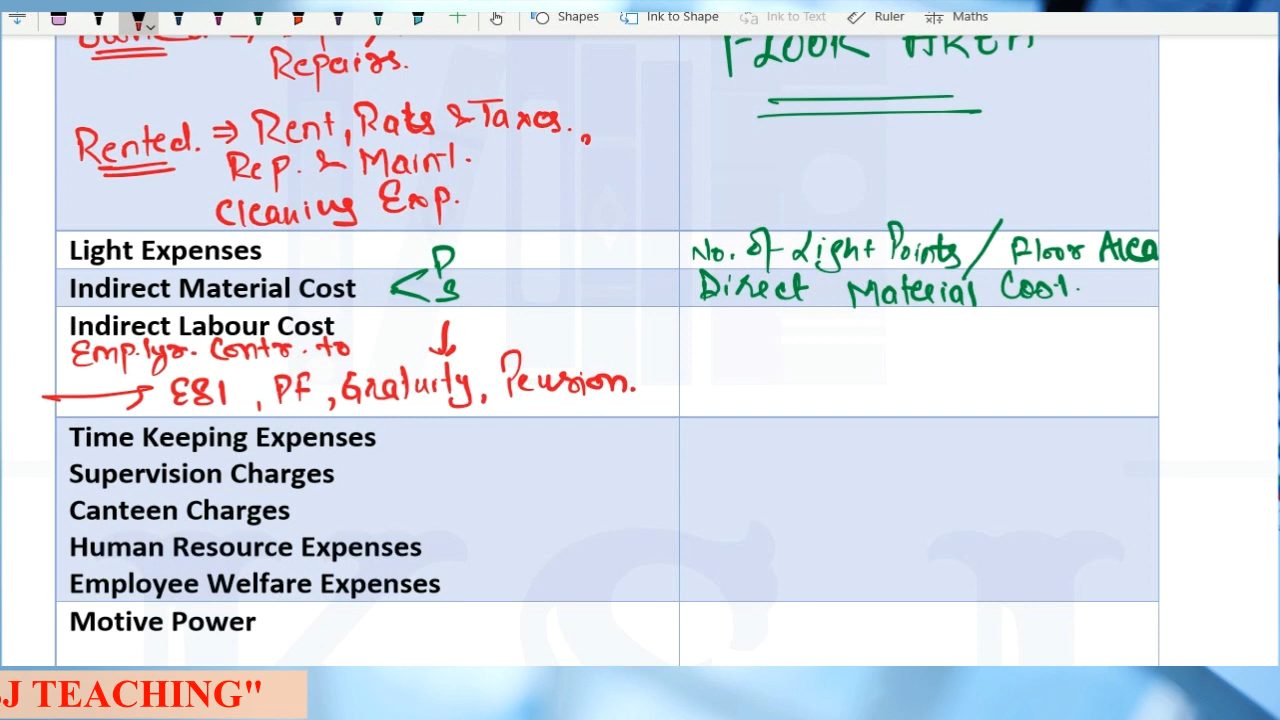 Shapes Ink to Shape Ink to Text Ruler Maths
Repairs.
FLOOR AREA
Rented. ⇒ Rent, Rats & Taxes.,
Rep. & Maint.
Cleaning Exp.
Light Expenses
No. of Light Points / Floor Area
Indirect Material Cost < P S
Direct Material Cost.
Indirect Labour Cost
Emplyr. Contr. to
→ ESI, PF, Gratuity, Pension.
Time Keeping Expenses
Supervision Charges
Canteen Charges
Human Resource Expenses
Employee Welfare Expenses
Motive Power
J TEACHING"